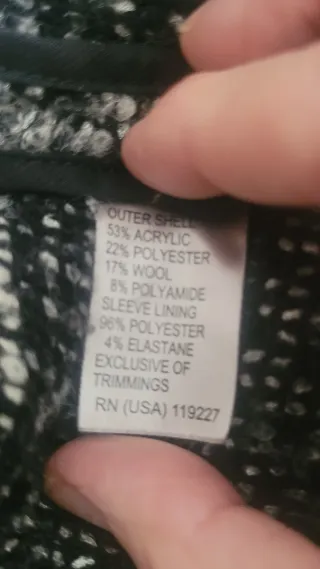 OUTER SHELL
53% ACRYLIC
22% POLYESTER
17% WOOL
8% POLYAMIDE
SLEEVE LINING
96% POLYESTER
4% ELASTANE
EXCLUSIVE OF
TRIMMINGS
RN (USA) 119227